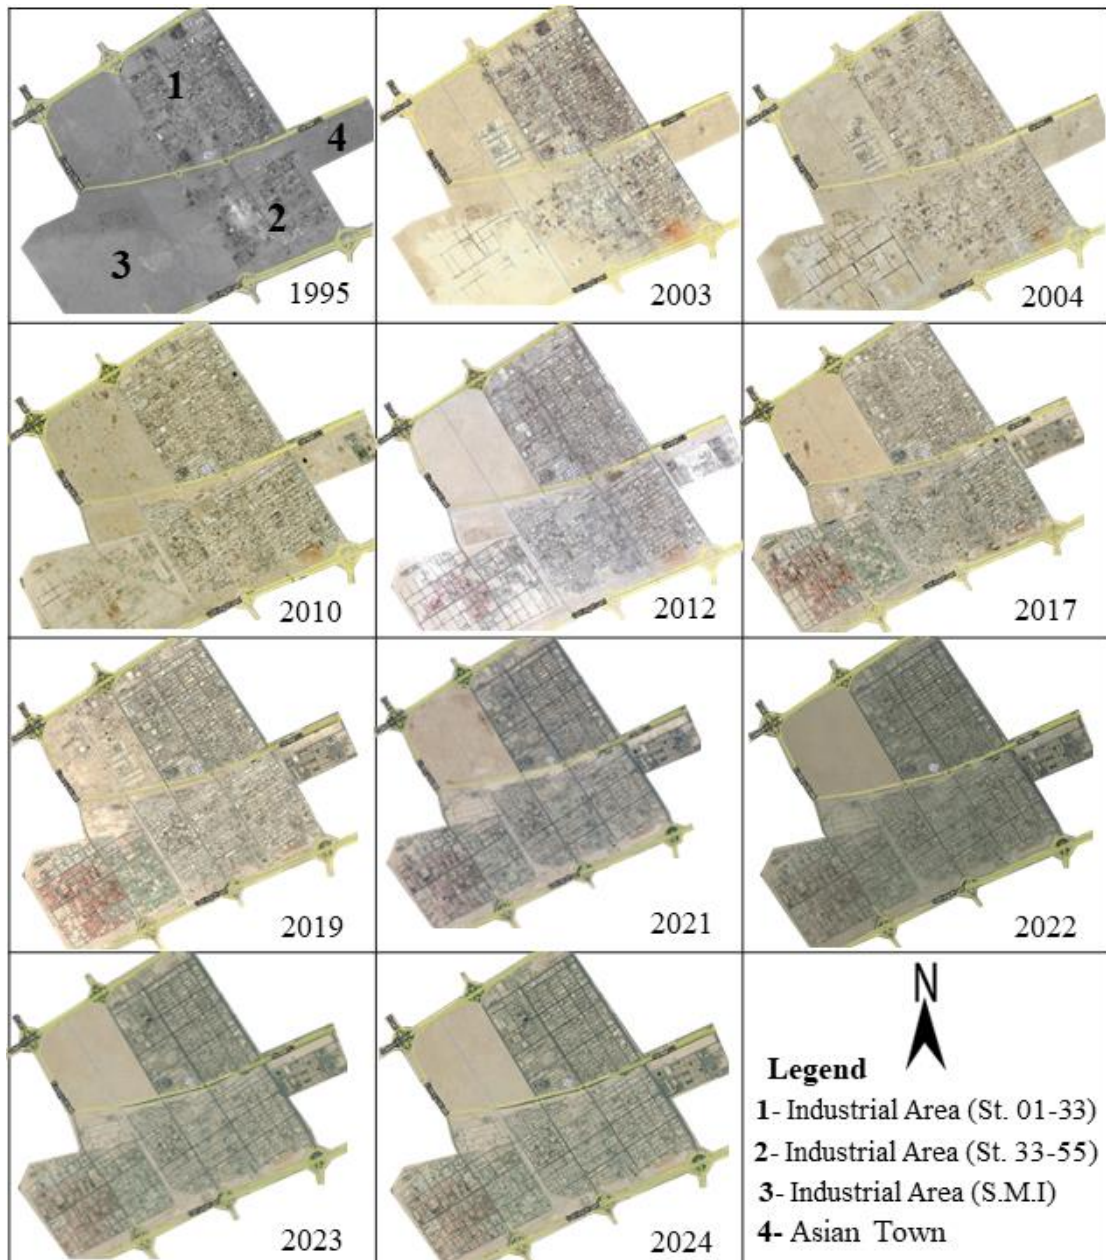 1
4
2
3
1995
2003
2004
2010
2012
2017
2019
2021
2022
2023
2024
N
Legend
1- Industrial Area (St. 01-33)
2- Industrial Area (St. 33-55)
3- Industrial Area (S.M.I)
4- Asian Town